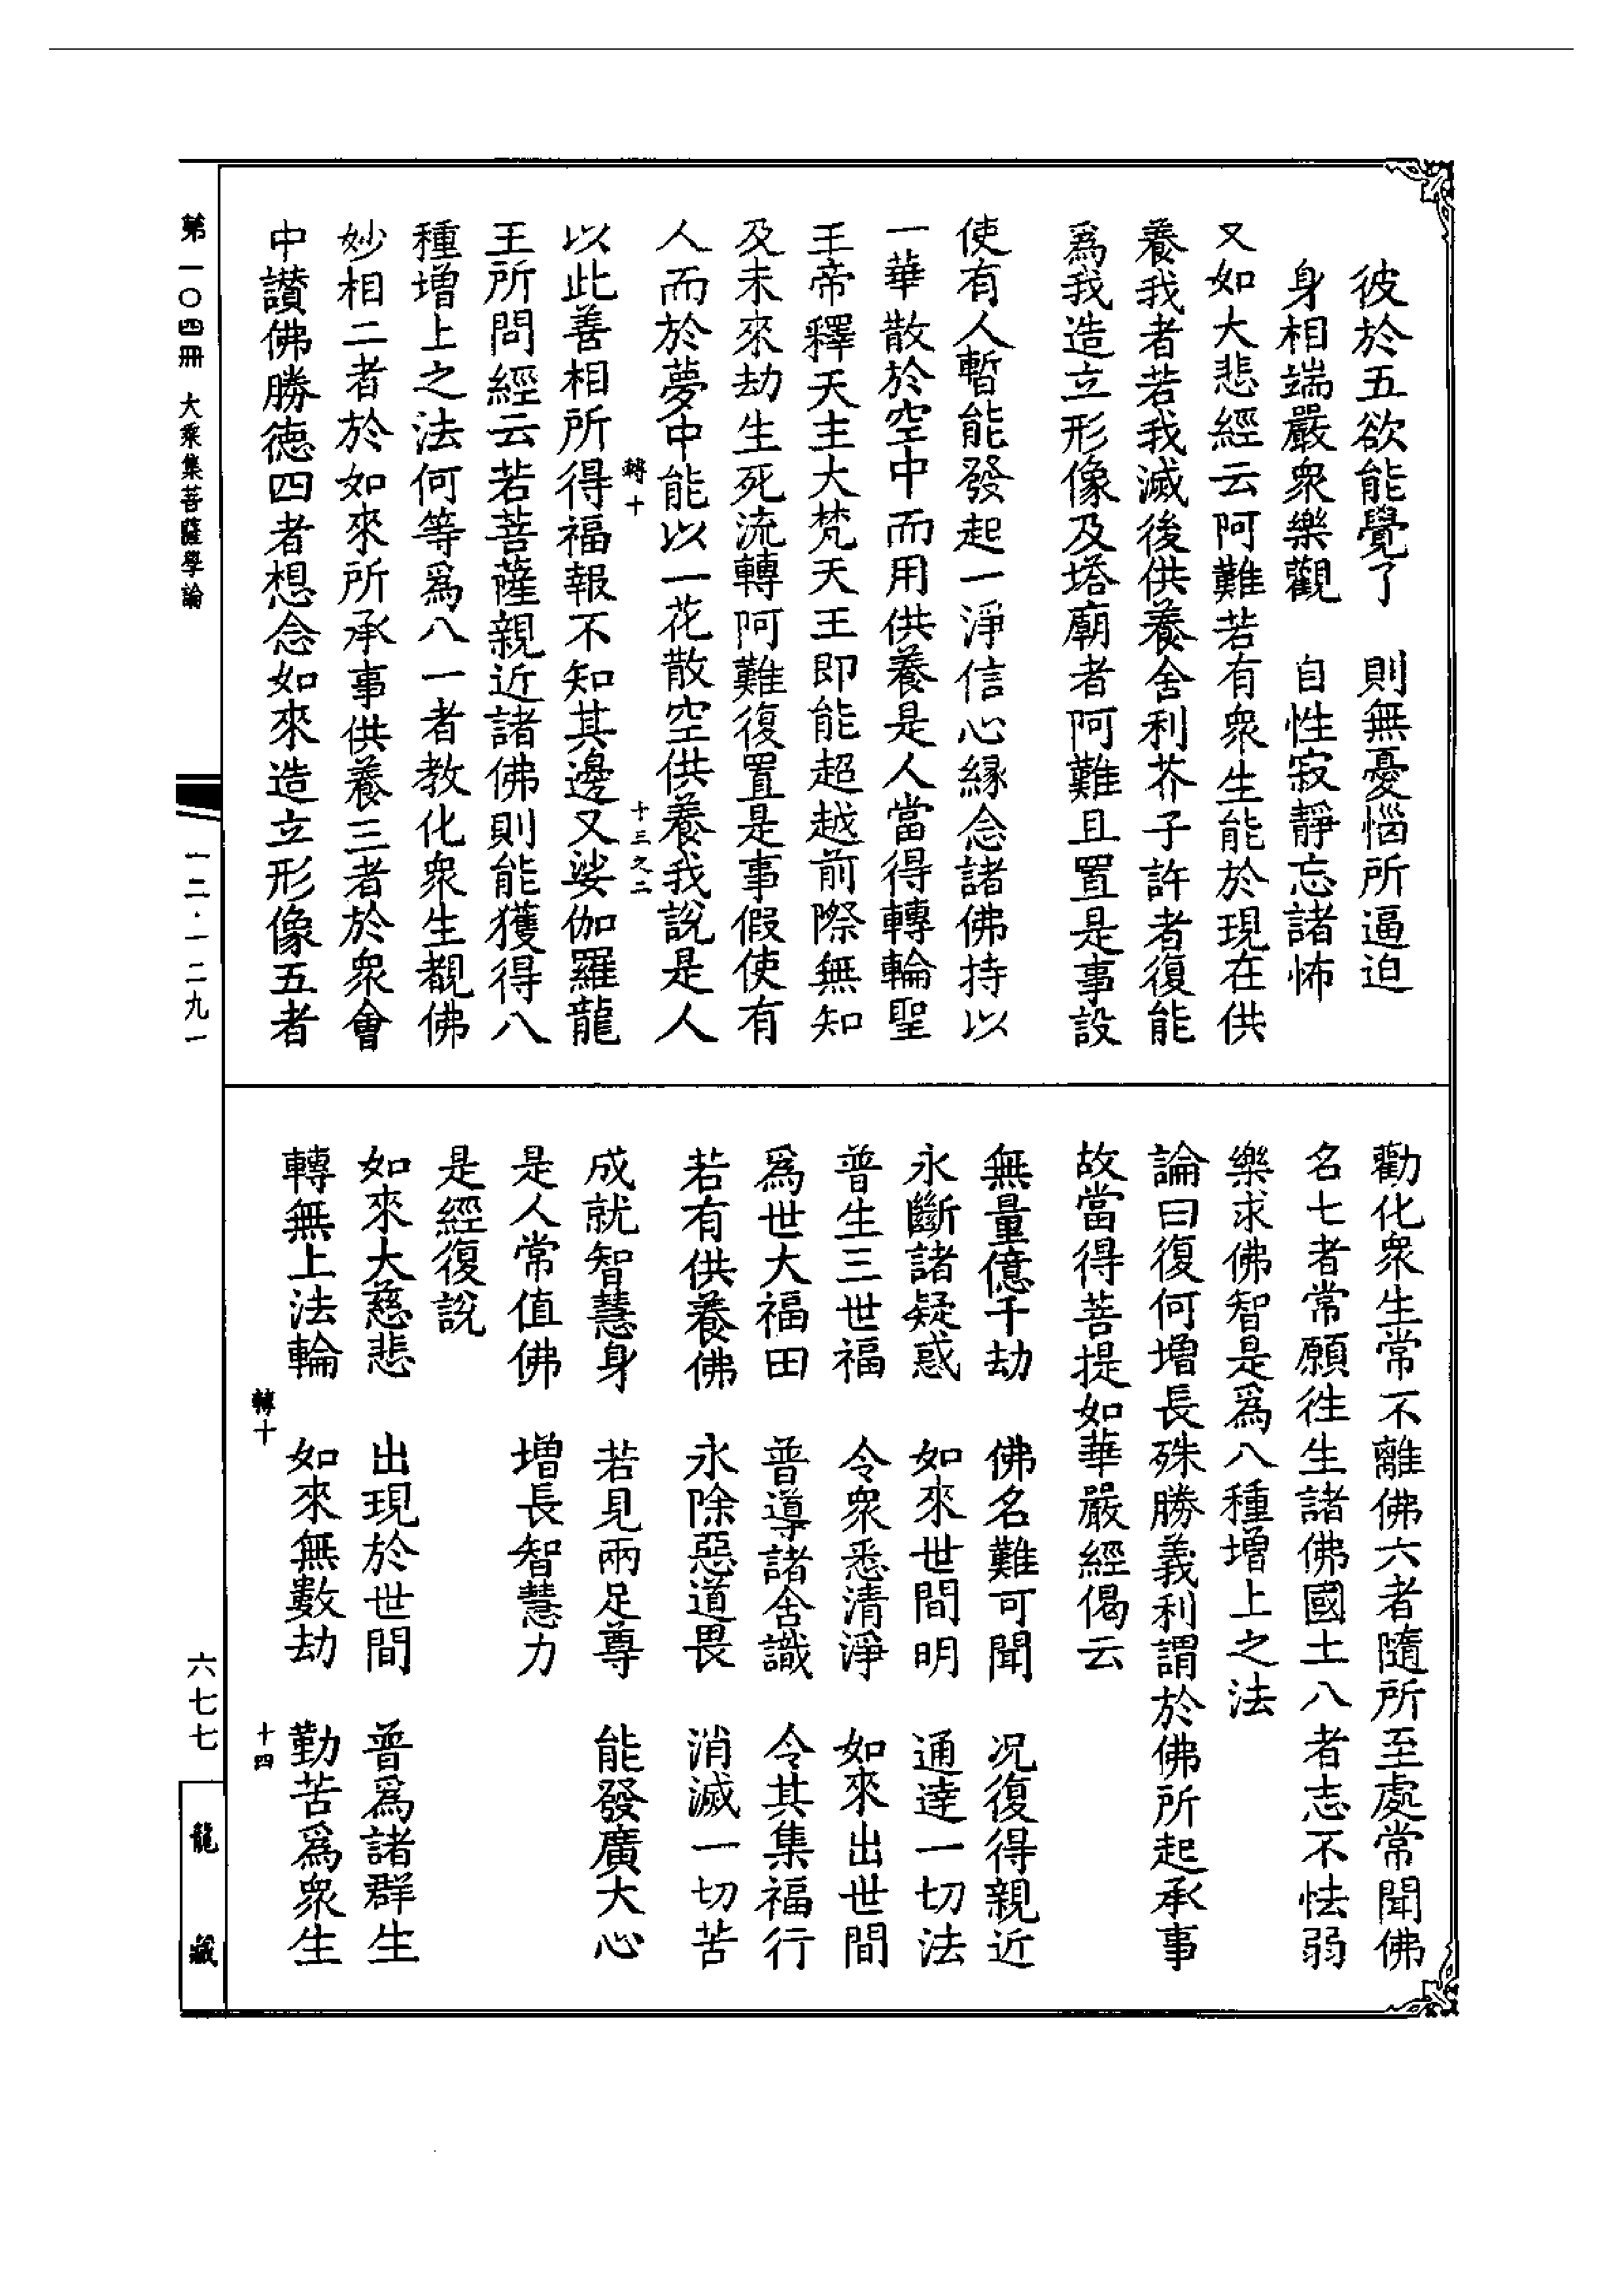 彼於五欲能覺了　則無憂惱所逼迫
身相端嚴衆樂觀　自性寂靜忘諸怖
又如大悲經云阿難若有衆生能於現在供
養我者若我滅後供養舍利芥子許者復能
爲我造立形像及塔廟者阿難且置是事設
使有人暫能發起一淨信心緣念諸佛持以
一華散於空中而用供養是人當得轉輪聖
王帝釋天主大梵天王即能超越前際無知
及未來劫生死流轉阿難復置是事假使有
人而於夢中能以一花散空供養我說是人
轉十　十三之二
以此善相所得福報不知其邊又娑伽羅龍
王所問經云若菩薩親近諸佛則能獲得八
種增上之法何等爲八一者教化衆生覩佛
妙相二者於如來所承事供養三者於衆會
中讚佛勝德四者想念如來造立形像五者
勸化衆生常不離佛六者隨所至處常聞佛
名七者常願徃生諸佛國土八者志不怯弱
樂求佛智是爲八種增上之法
論曰復何增長殊勝義利謂於佛所起承事
故當得菩提如華嚴經偈云
無量億千劫　佛名難可聞　况復得親近
永斷諸疑惑　如來世間明　通達一切法
普生三世福　令衆悉清淨　如來出世間
爲世大福田　普導諸含識　令其集福行
若有供養佛　永除惡道畏　消滅一切苦
成就智慧身　若見兩足尊　能發廣大心
是人常值佛　增長智慧力
是經復說
如來大慈悲　出現於世間　普爲諸群生
轉無上法輪　如來無數劫　勤苦爲衆生
轉十　十四
第一〇四冊　大乘集菩薩學論
一二·一二九一
六七七
龍藏